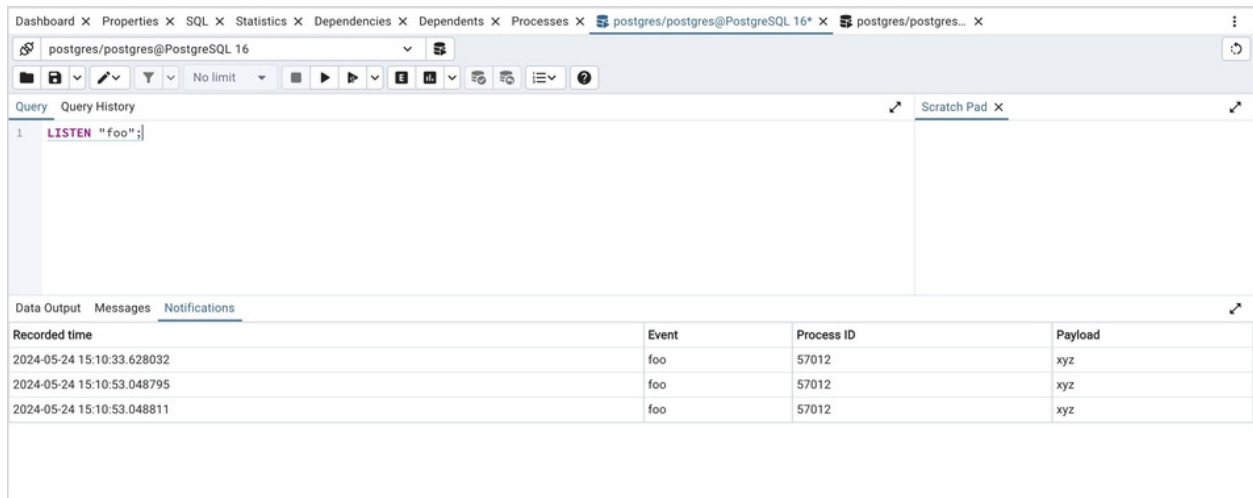 Dashboard X Properties X SQL X Statistics X Dependencies X Dependents X Processes X postgres/postgres@PostgreSQL 16* X postgres/postgres... X
postgres/postgres@PostgreSQL 16
No limit
Query Query History
Scratch Pad X
1 LISTEN "foo";
Data Output Messages Notifications
Recorded time Event Process ID Payload
2024-05-24 15:10:33.628032 foo 57012 xyz
2024-05-24 15:10:53.048795 foo 57012 xyz
2024-05-24 15:10:53.048811 foo 57012 xyz